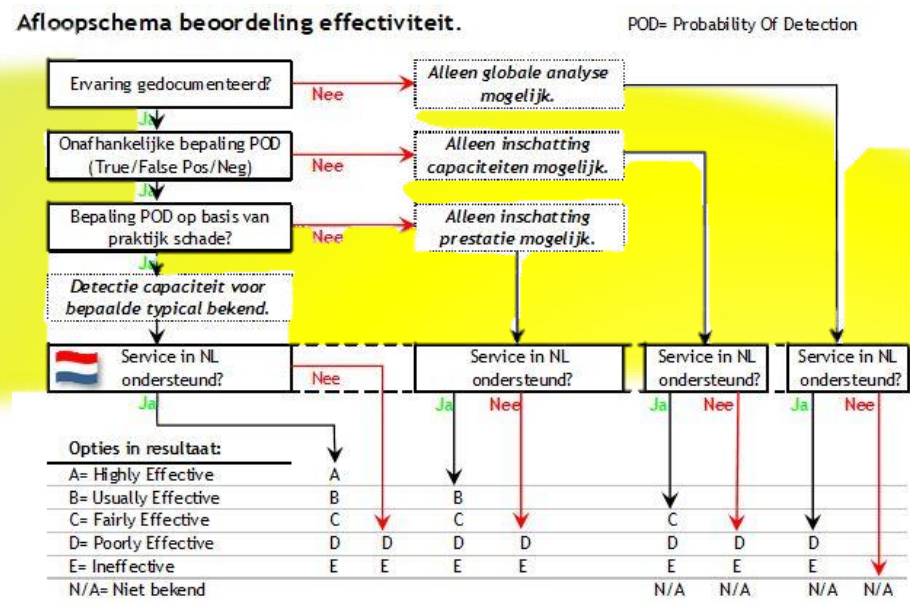 Afloopschema beoordeling effectiviteit.
POD= Probability Of Detection
Ervaring gedocumenteerd?
Nee
Alleen globale analyse
mogelijk.
Ja
Onafhankelijke bepaling POD
(True/False Pos/Neg)
Nee
Alleen inschatting
capaciteiten mogelijk.
Ja
Bepaling POD op basis van
praktijk schade?
Nee
Alleen inschatting
prestatie mogelijk.
Ja
Detectie capaciteit voor
bepaalde typical bekend.
Service in NL
ondersteund?
Nee
Service in NL
ondersteund?
Service in NL
ondersteund?
Service in NL
ondersteund?
Ja
Ja Nee
Ja Nee
Ja Nee
Opties in resultaat:
A= Highly Effective A
B= Usually Effective B B
C= Fairly Effective C C C
D= Poorly Effective D D D D D D D
E= Ineffective E E E E E E E
N/A= Niet bekend N/A N/A N/A N/A